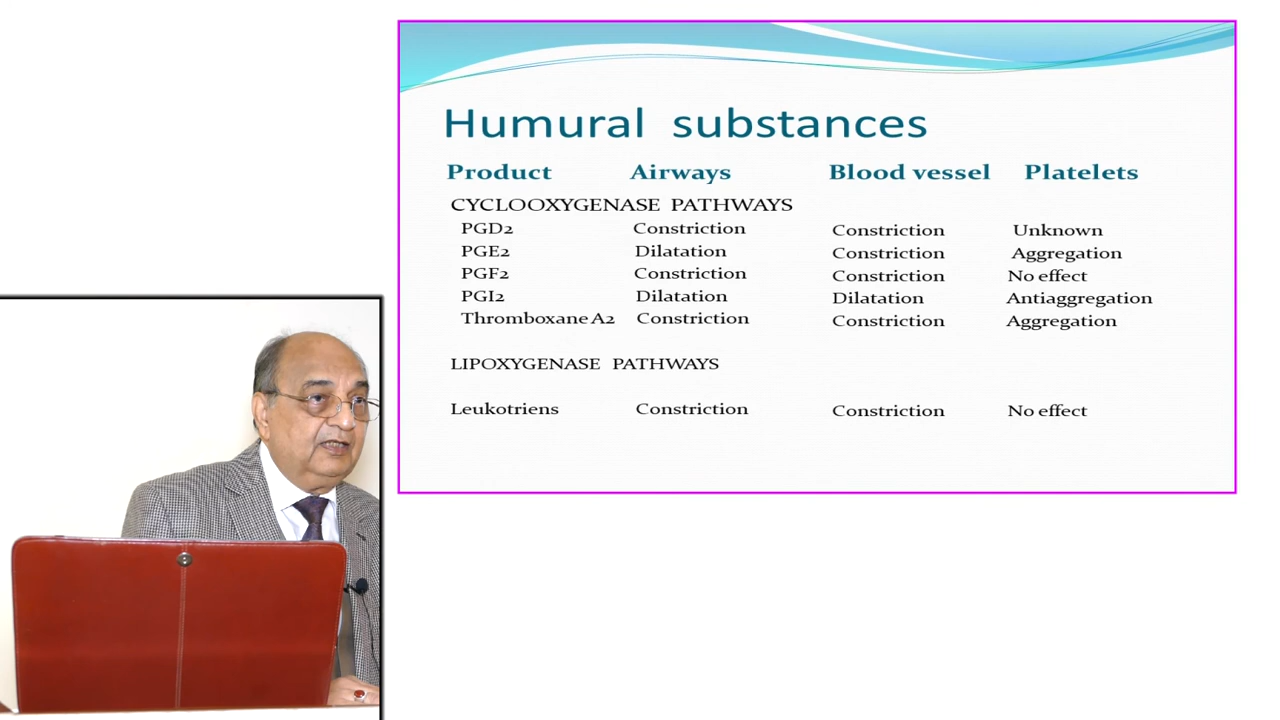 Humural substances
Product Airways Blood vessel Platelets
CYCLOOXYGENASE PATHWAYS
PGD2 Constriction Constriction Unknown
PGE2 Dilatation Constriction Aggregation
PGF2 Constriction Constriction No effect
PGI2 Dilatation Dilatation Antiaggregation
Thromboxane A2 Constriction Constriction Aggregation
LIPOXYGENASE PATHWAYS
Leukotriens Constriction Constriction No effect